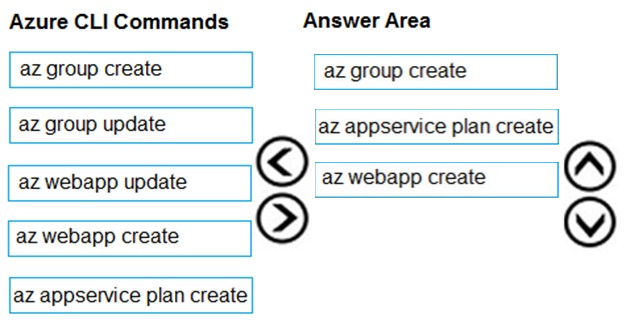 Azure CLI Commands
az group create
az group update
az webapp update
az webapp create
az appservice plan create
Answer Area
az group create
az appservice plan create
az webapp create